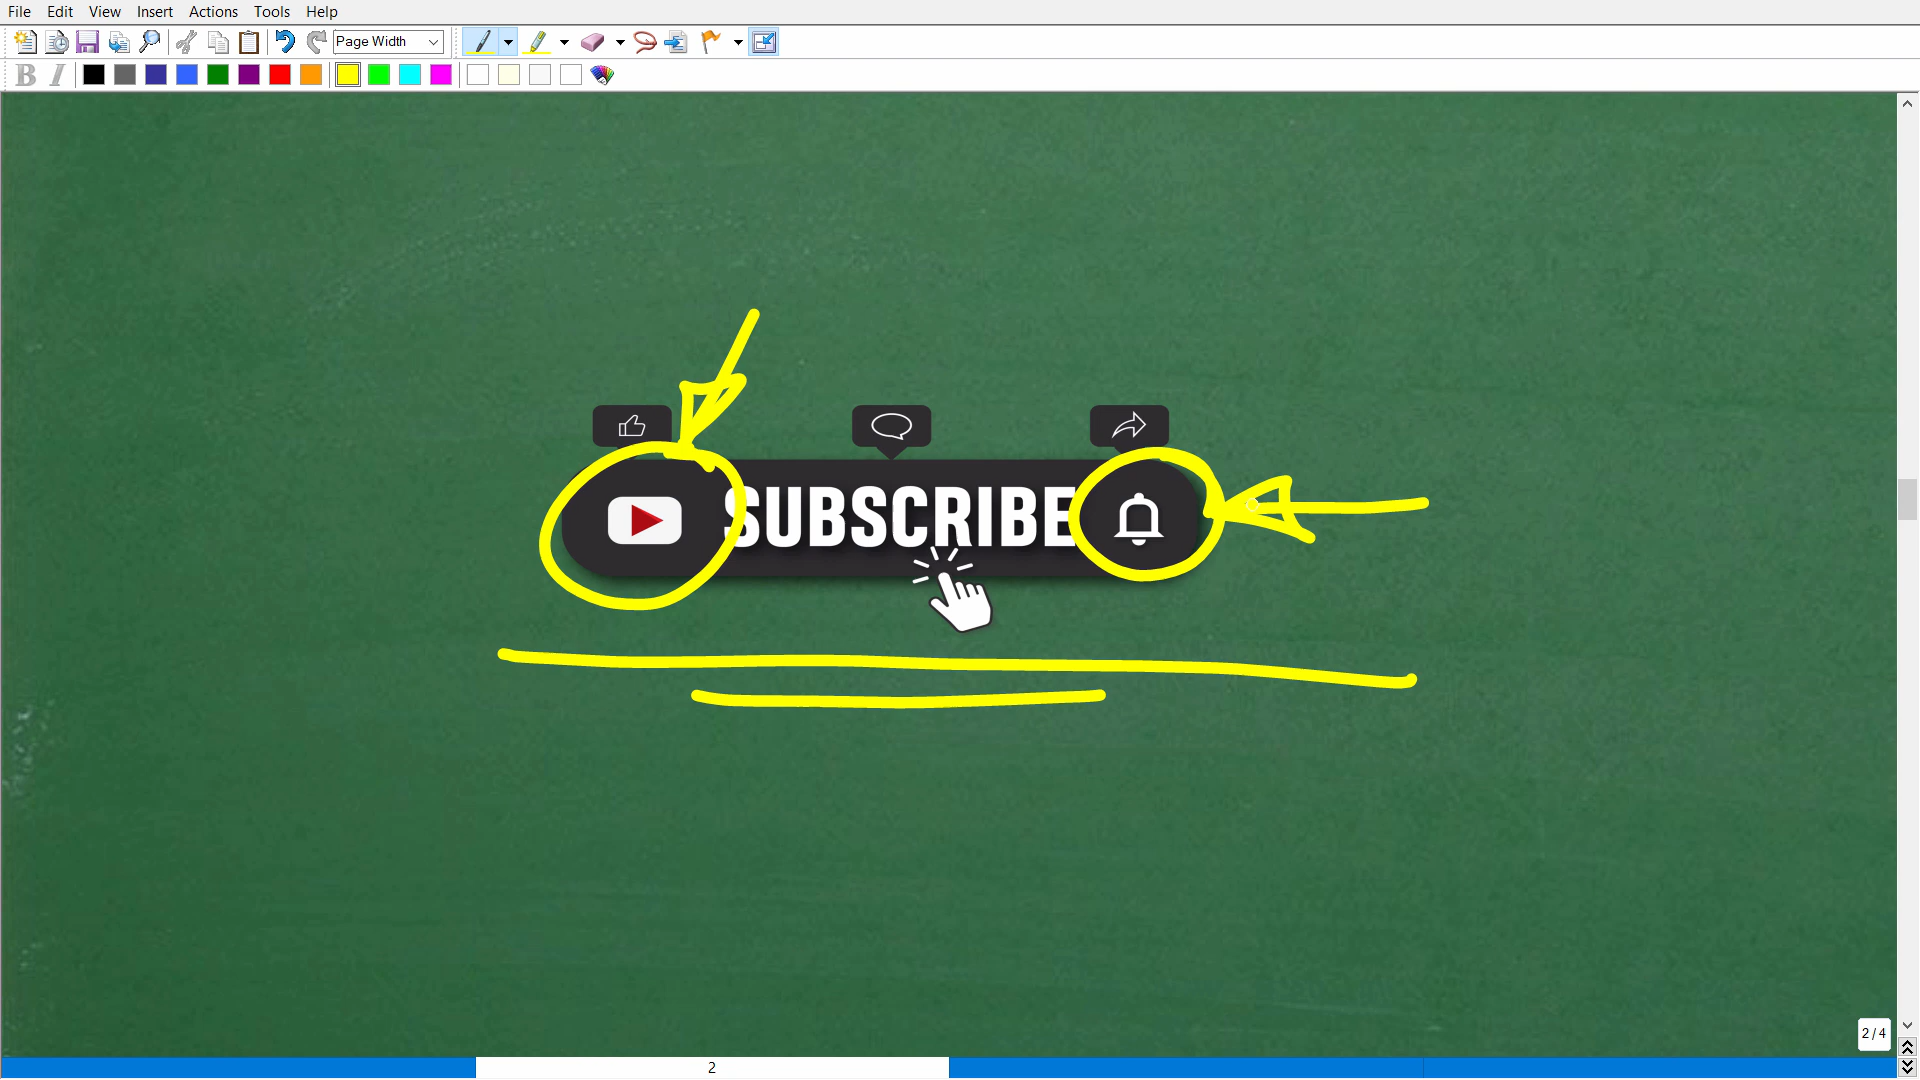 File Edit View Insert Actions Tools Help
Page Width
B I
SUBSCRIBE
2 / 4
2